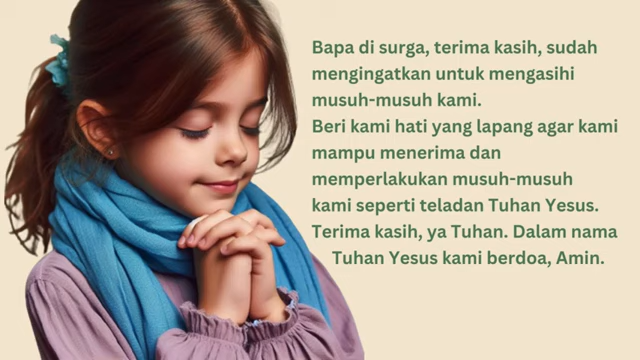 Bapa di surga, terima kasih, sudah
mengingatkan untuk mengasihi
musuh-musuh kami.
Beri kami hati yang lapang agar kami
mampu menerima dan
memperlakukan musuh-musuh
kami seperti teladan Tuhan Yesus.
Terima kasih, ya Tuhan. Dalam nama
Tuhan Yesus kami berdoa, Amin.